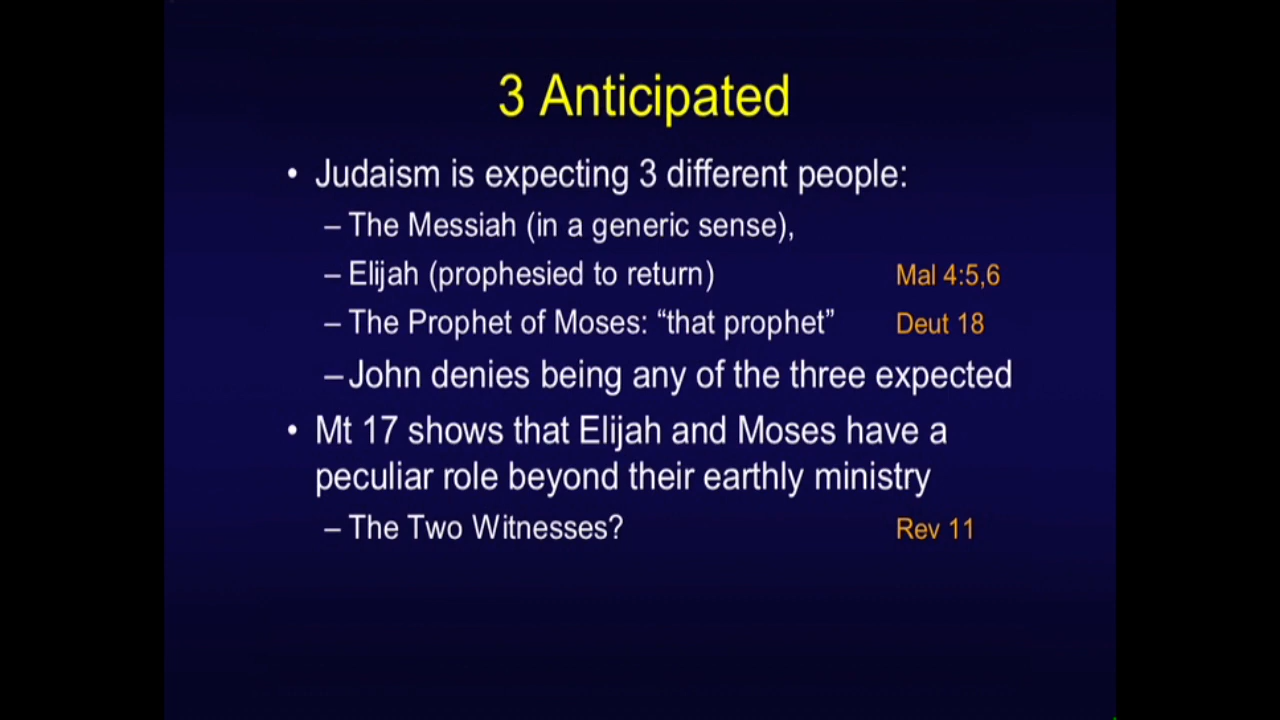 3 Anticipated
• Judaism is expecting 3 different people:
– The Messiah (in a generic sense),
– Elijah (prophesied to return) Mal 4:5,6
– The Prophet of Moses: “that prophet” Deut 18
– John denies being any of the three expected
• Mt 17 shows that Elijah and Moses have a
peculiar role beyond their earthly ministry
– The Two Witnesses? Rev 11